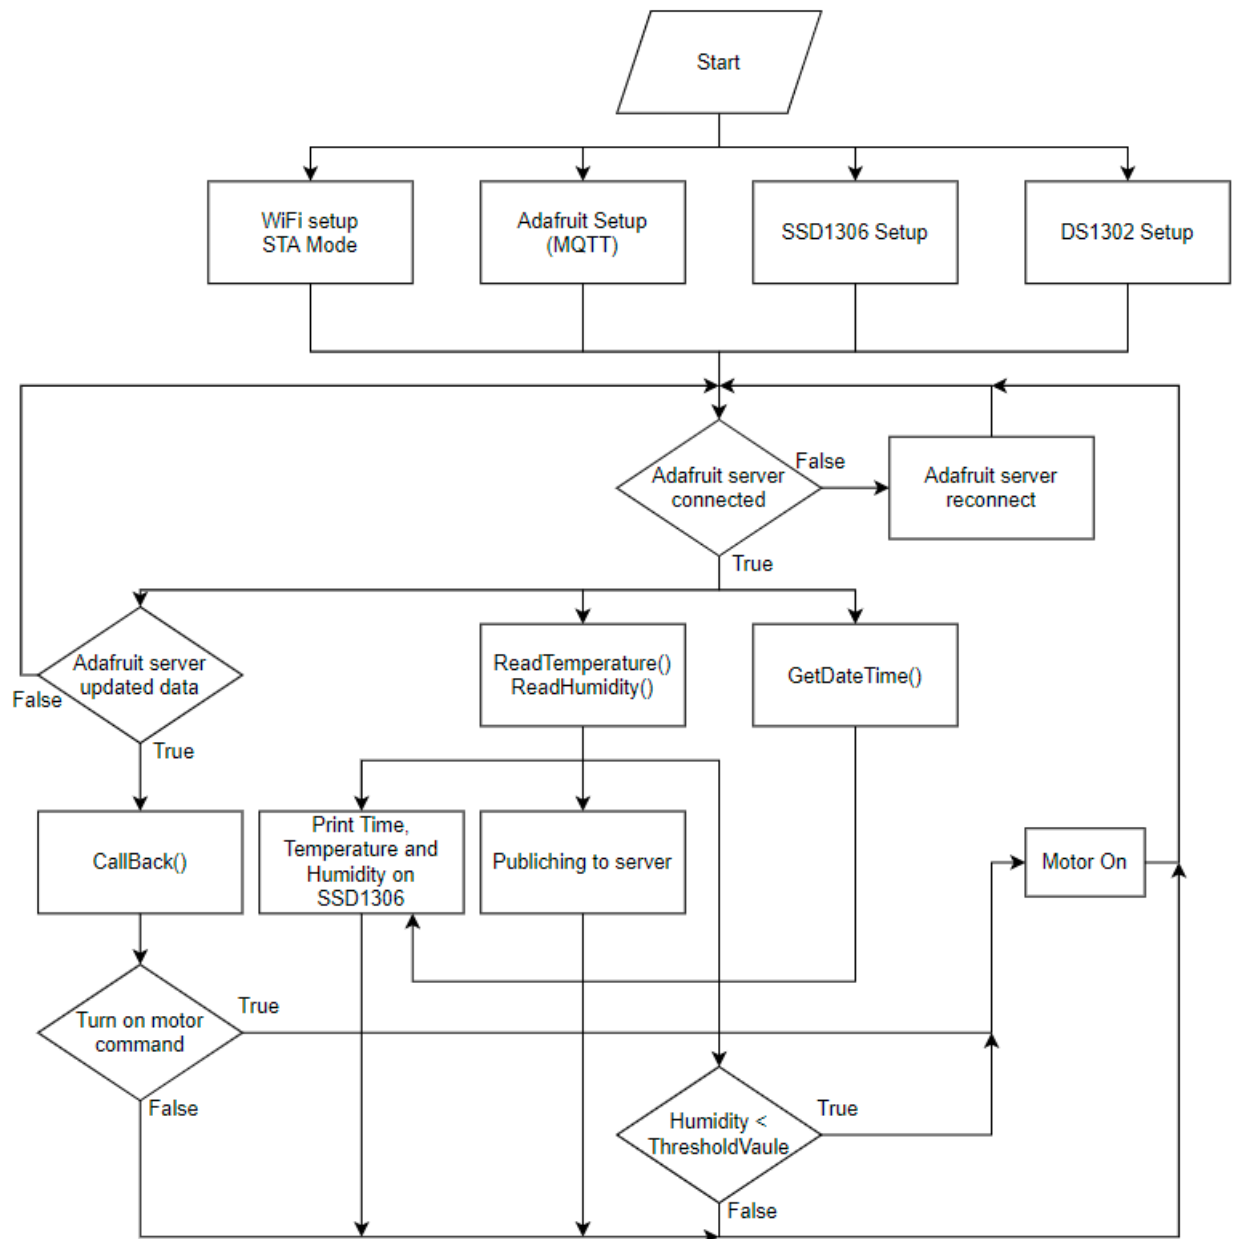 Start
WiFi setup
STA Mode
Adafruit Setup
(MQTT)
SSD1306 Setup
DS1302 Setup
Adafruit server
connected
False
Adafruit server
reconnect
True
Adafruit server
updated data
False
True
ReadTemperature()
ReadHumidity()
GetDateTime()
CallBack()
Print Time,
Temperature and
Humidity on
SSD1306
Publiching to server
Motor On
Turn on motor
command
True
False
Humidity <
ThresholdVaule
True
False